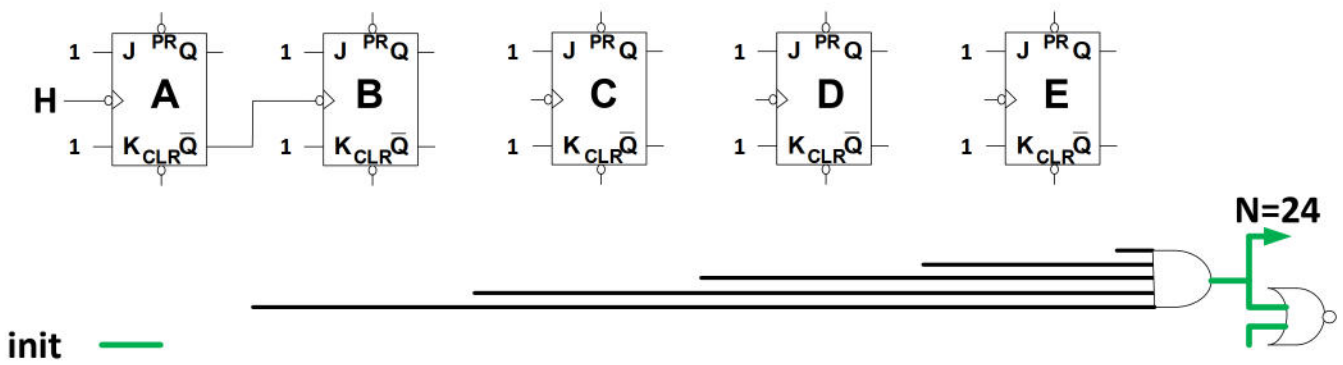 1 J PR Q 1 J PR Q 1 J PR Q 1 J PR Q 1 J PR Q
H A B C D E
1 K CLR Q̅ 1 K CLR Q̅ 1 K CLR Q̅ 1 K CLR Q̅ 1 K CLR Q̅
N=24
init